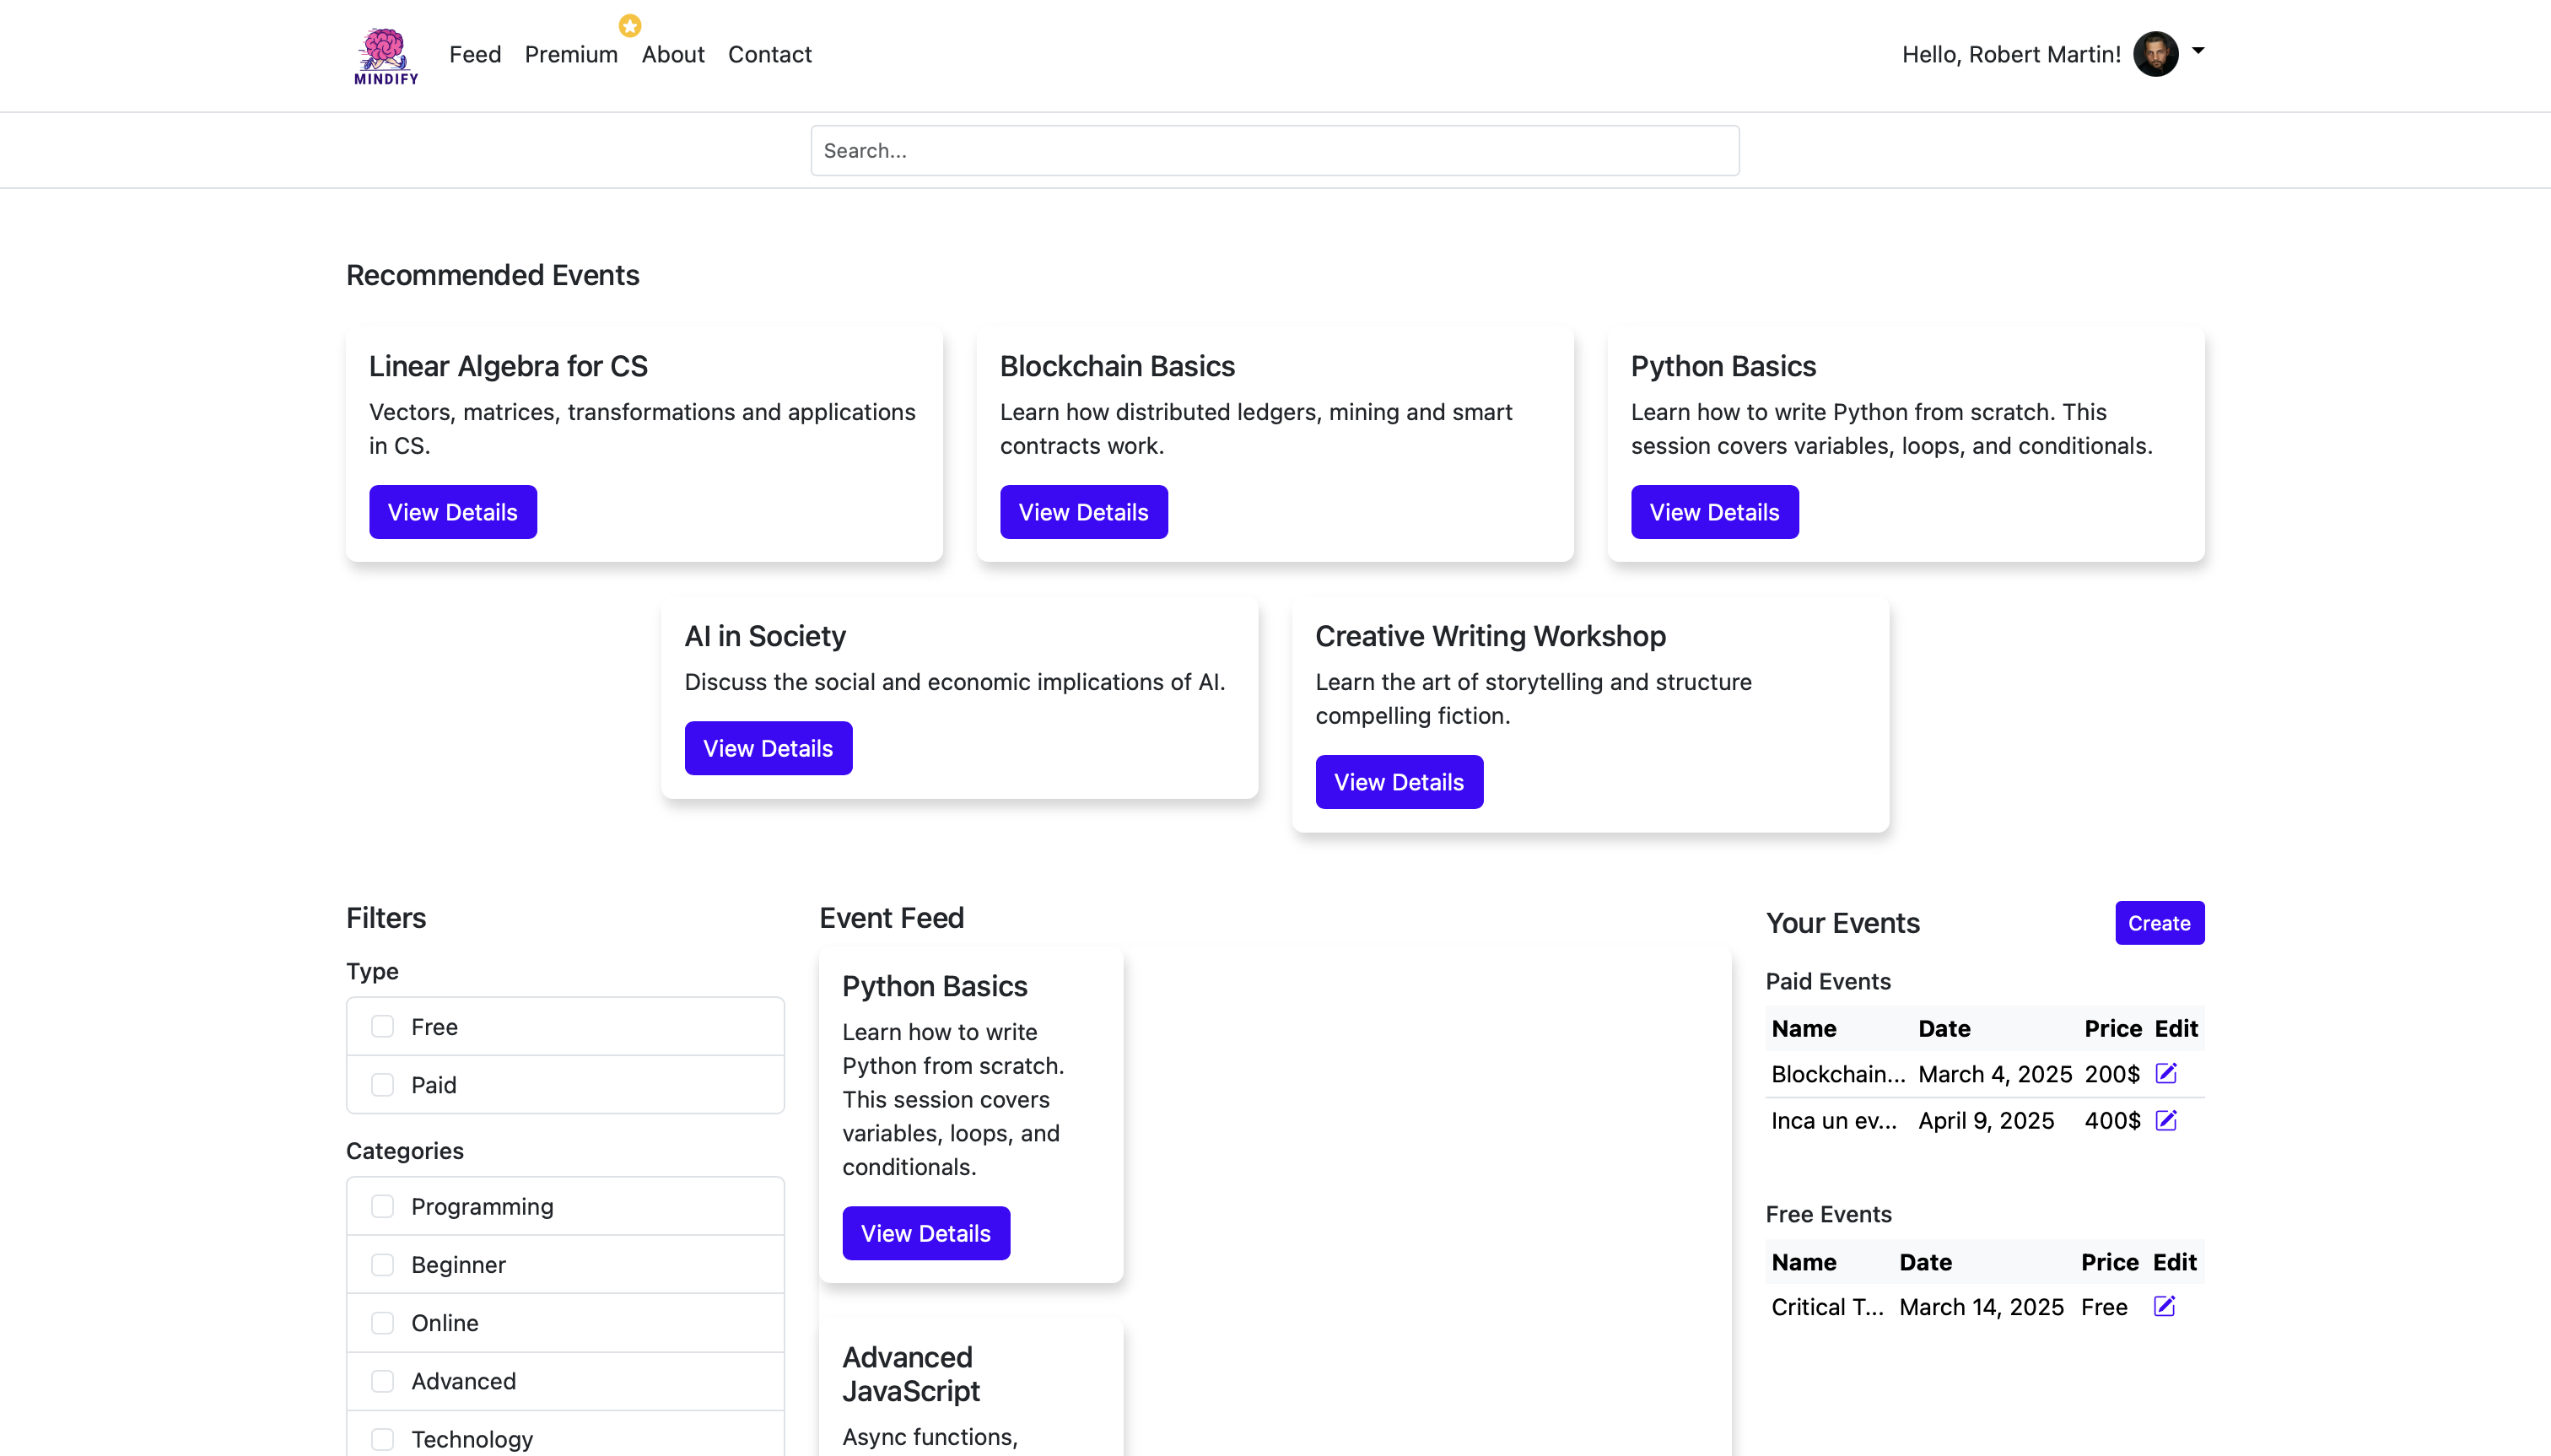 MINDIFY
Feed Premium About Contact
Hello, Robert Martin!
Search...
Recommended Events
Linear Algebra for CS
Vectors, matrices, transformations and applications
in CS.
View Details
Blockchain Basics
Learn how distributed ledgers, mining and smart
contracts work.
View Details
Python Basics
Learn how to write Python from scratch. This
session covers variables, loops, and conditionals.
View Details
AI in Society
Discuss the social and economic implications of AI.
View Details
Creative Writing Workshop
Learn the art of storytelling and structure
compelling fiction.
View Details
Filters
Type
Free
Paid
Categories
Programming
Beginner
Online
Advanced
Technology
Event Feed
Python Basics
Learn how to write
Python from scratch.
This session covers
variables, loops, and
conditionals.
View Details
Advanced
JavaScript
Async functions,
Your Events
Create
Paid Events
Name Date Price Edit
Blockchain... March 4, 2025 200$
Inca un ev... April 9, 2025 400$
Free Events
Name Date Price Edit
Critical T... March 14, 2025 Free